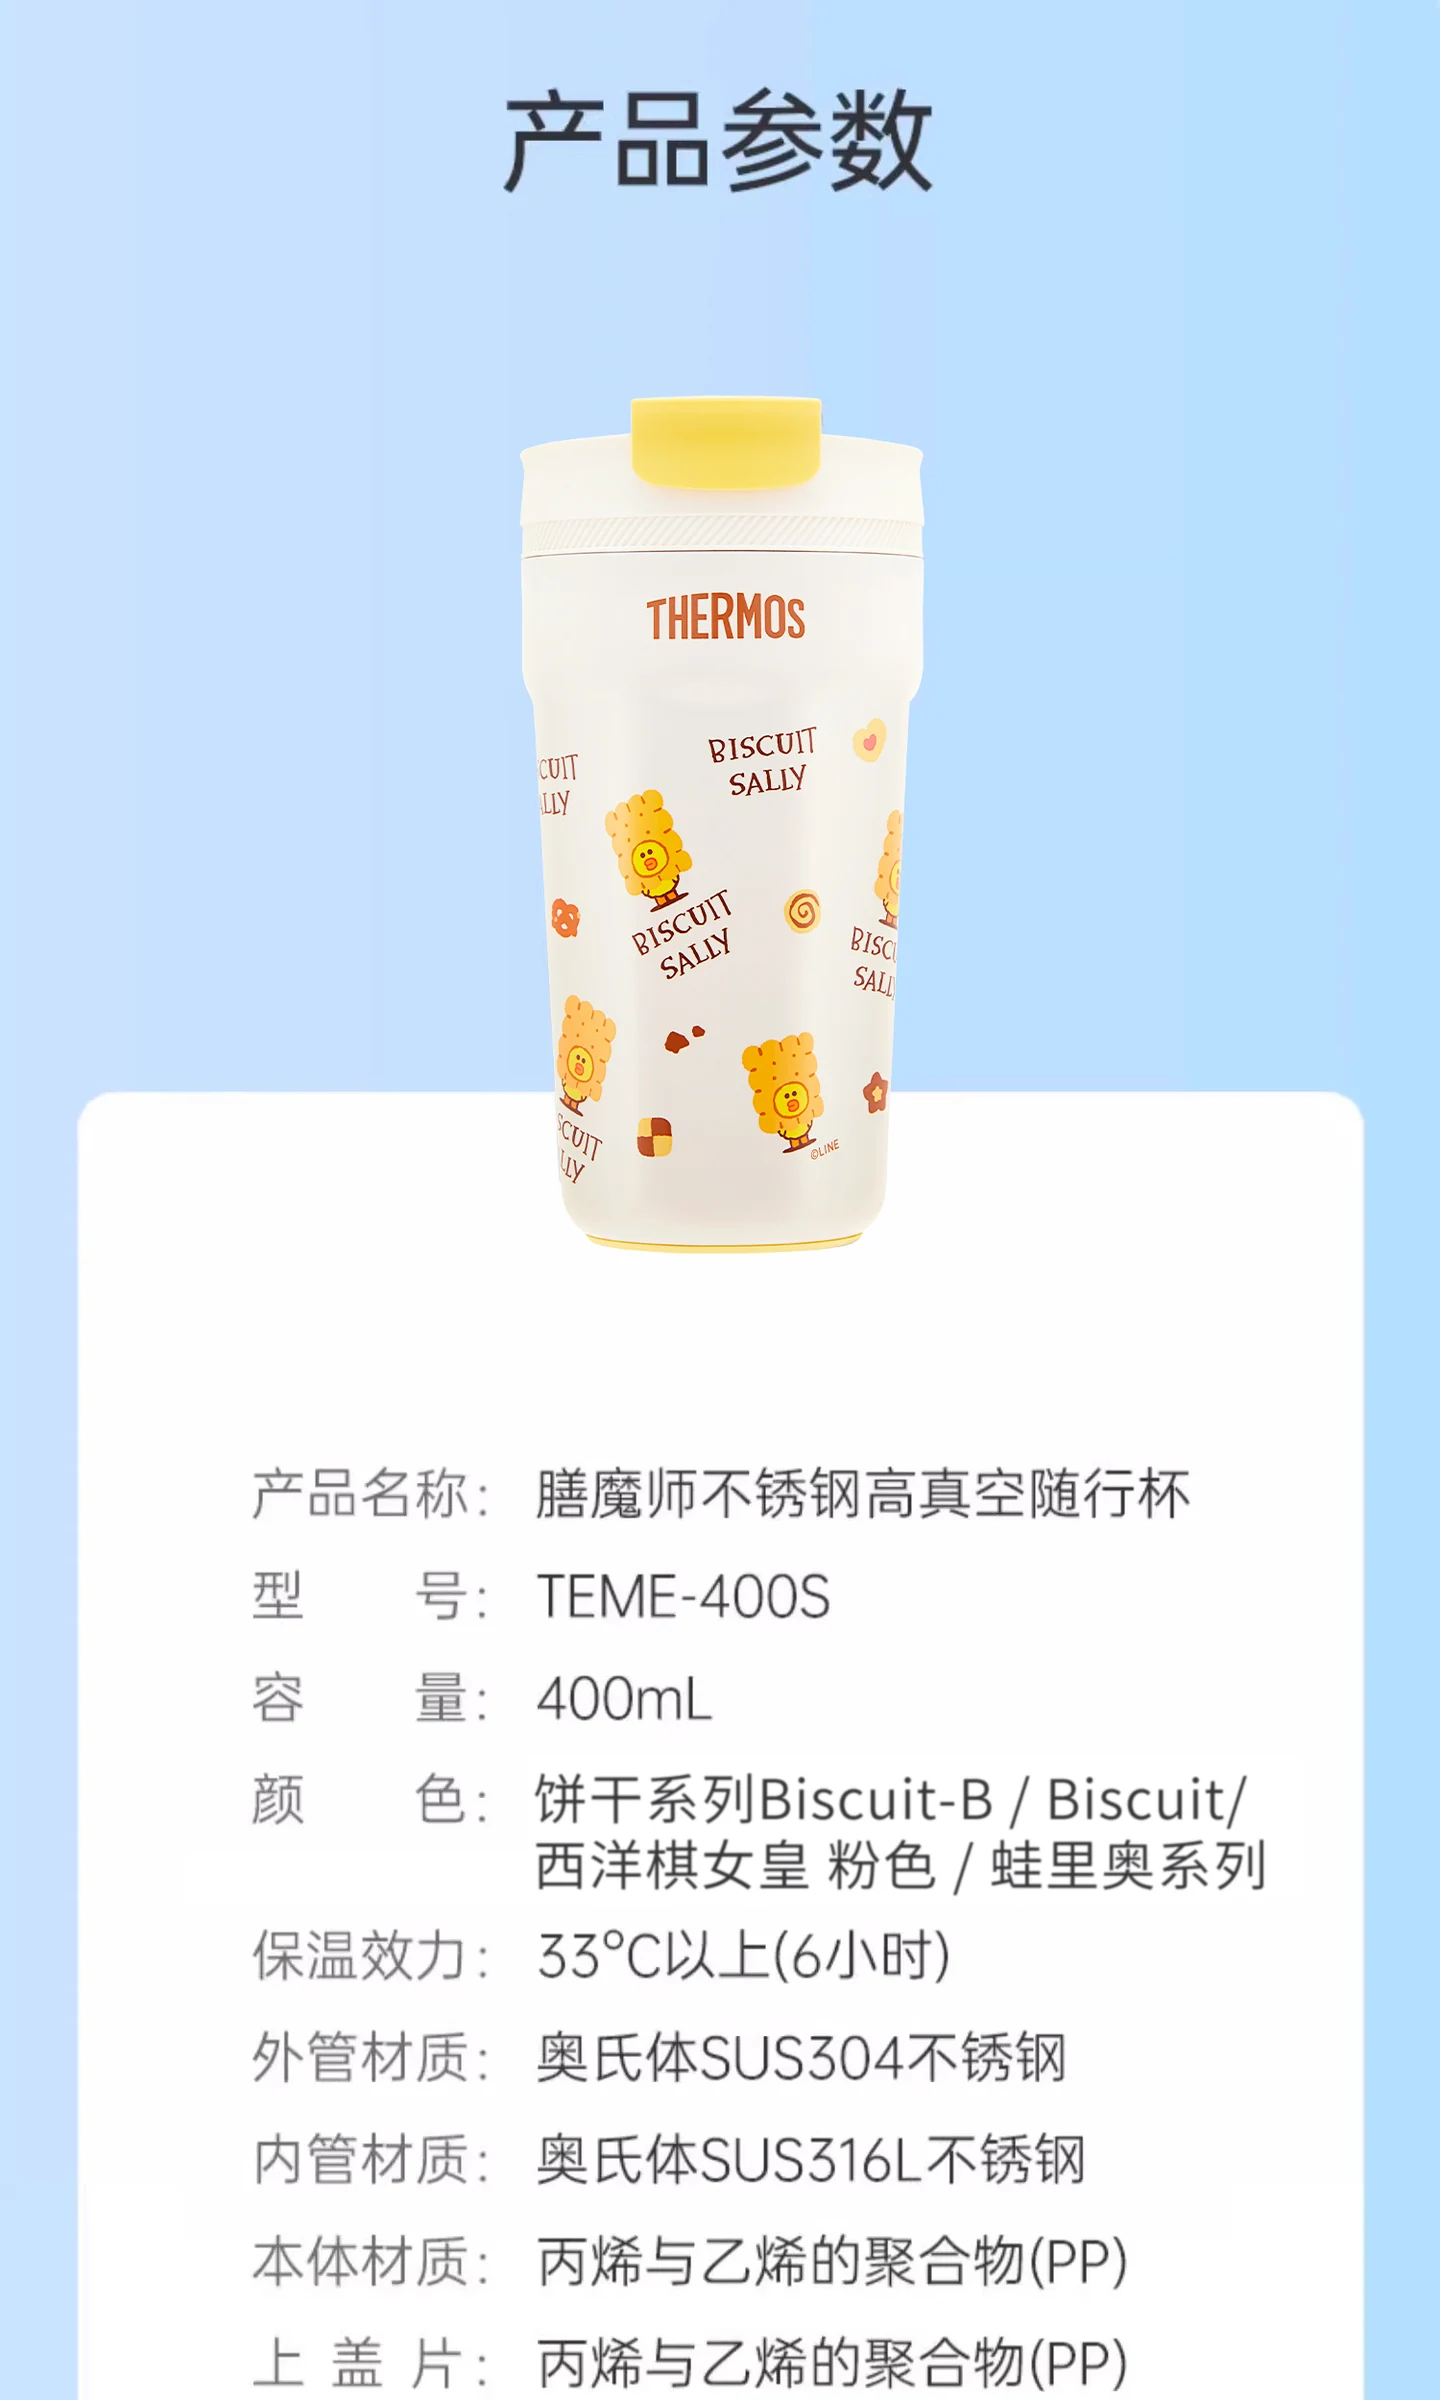 产品参数
THERMOS
BISCUIT
SALLY
CUIT
ALLY
BISCUIT
SALLY
BISCU
SALL
SCUIT
LLY
©LINE
产品名称： 膳魔师不锈钢高真空随行杯
型号： TEME-400S
容量： 400mL
颜色： 饼干系列Biscuit-B / Biscuit/
西洋棋女皇 粉色 / 蛙里奥系列
保温效力： 33°C以上(6小时)
外管材质： 奥氏体SUS304不锈钢
内管材质： 奥氏体SUS316L不锈钢
本体材质： 丙烯与乙烯的聚合物(PP)
上盖片： 丙烯与乙烯的聚合物(PP)